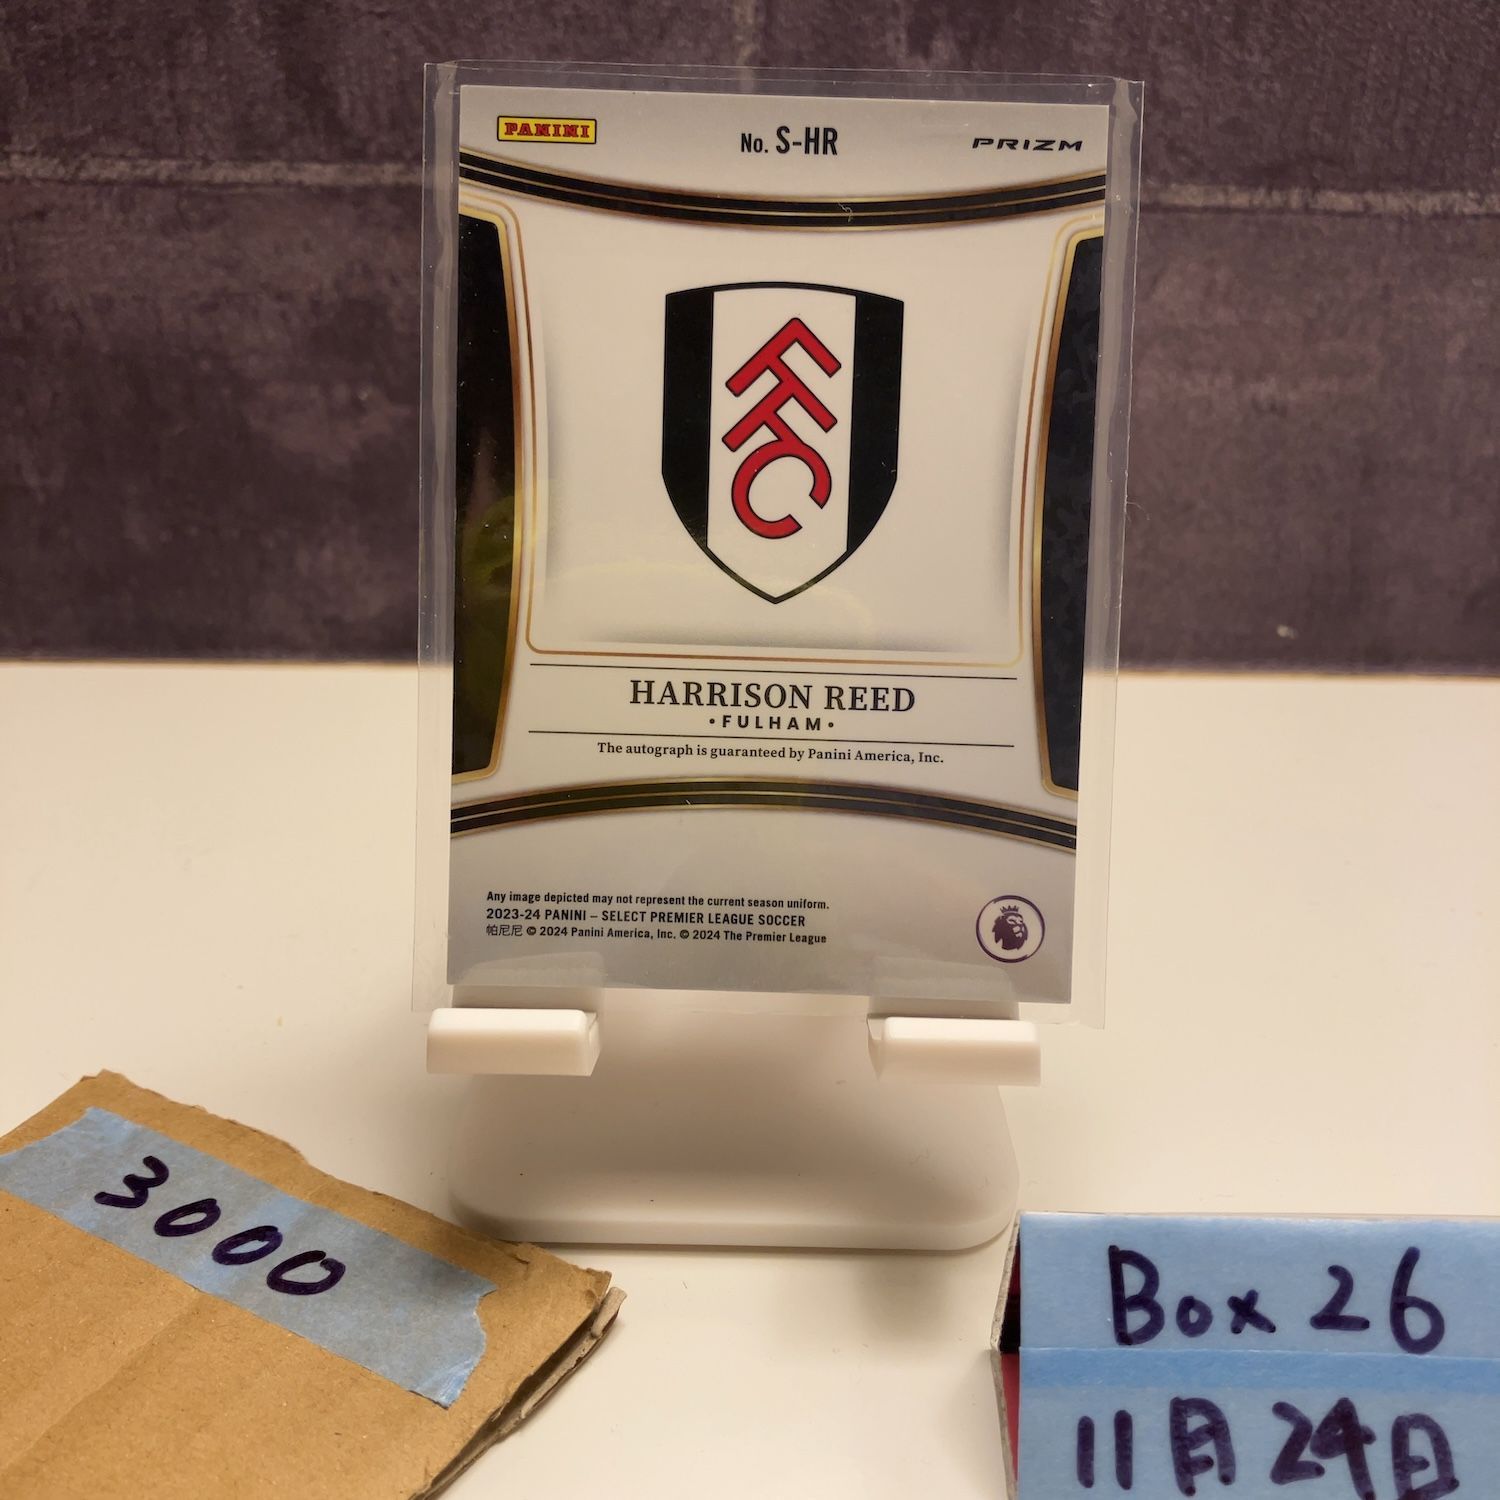 PANINI
No. S-HR
PRIZM
FFC
HARRISON REED
•FULHAM•
The autograph is guaranteed by Panini America, Inc.
Any image depicted may not represent the current season uniform.
2023-24 PANINI – SELECT PREMIER LEAGUE SOCCER
帕尼尼 © 2024 Panini America, Inc. © 2024 The Premier League
3000
Box 26
11月24日